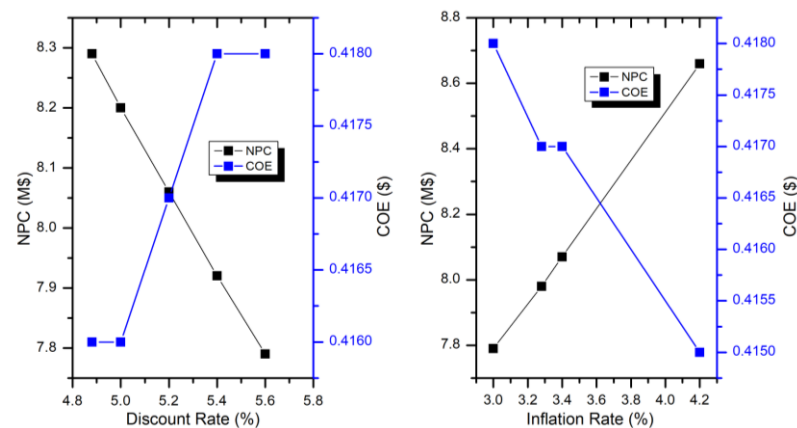 8.3
8.2
8.1
8.0
7.9
7.8
NPC (M$)
4.8 5.0 5.2 5.4 5.6 5.8
Discount Rate (%)
0.4180
0.4175
0.4170
0.4165
0.4160
COE ($)
NPC
COE
8.8
8.6
8.4
8.2
8.0
7.8
NPC (M$)
3.0 3.2 3.4 3.6 3.8 4.0 4.2
Inflation Rate (%)
0.4180
0.4175
0.4170
0.4165
0.4160
0.4155
0.4150
COE ($)
NPC
COE